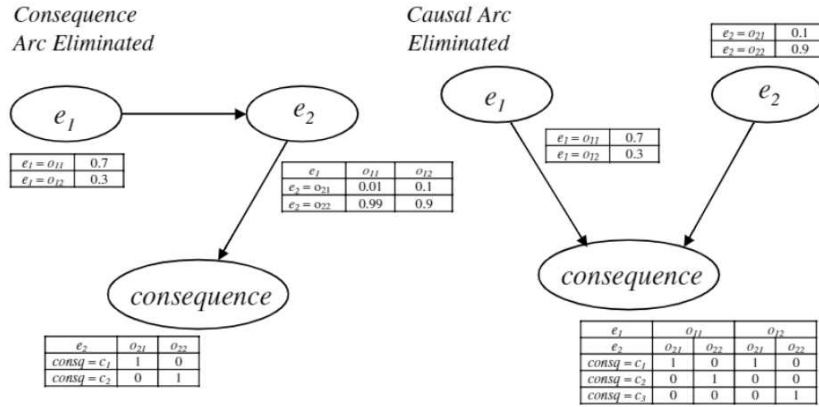 Consequence
Arc Eliminated
e1
e2
e1 = o11 0.7
e1 = o12 0.3
e1 o11 o12
e2 = o21 0.01 0.1
e2 = o22 0.99 0.9
consequence
e2 o21 o22
consq = c1 1 0
consq = c2 0 1
Causal Arc
Eliminated
e2 = o21 0.1
e2 = o22 0.9
e1
e2
e1 = o11 0.7
e1 = o12 0.3
consequence
e1 o11 o12
e2 o21 o22 o21 o22
consq = c1 1 0 1 0
consq = c2 0 1 0 0
consq = c3 0 0 0 1